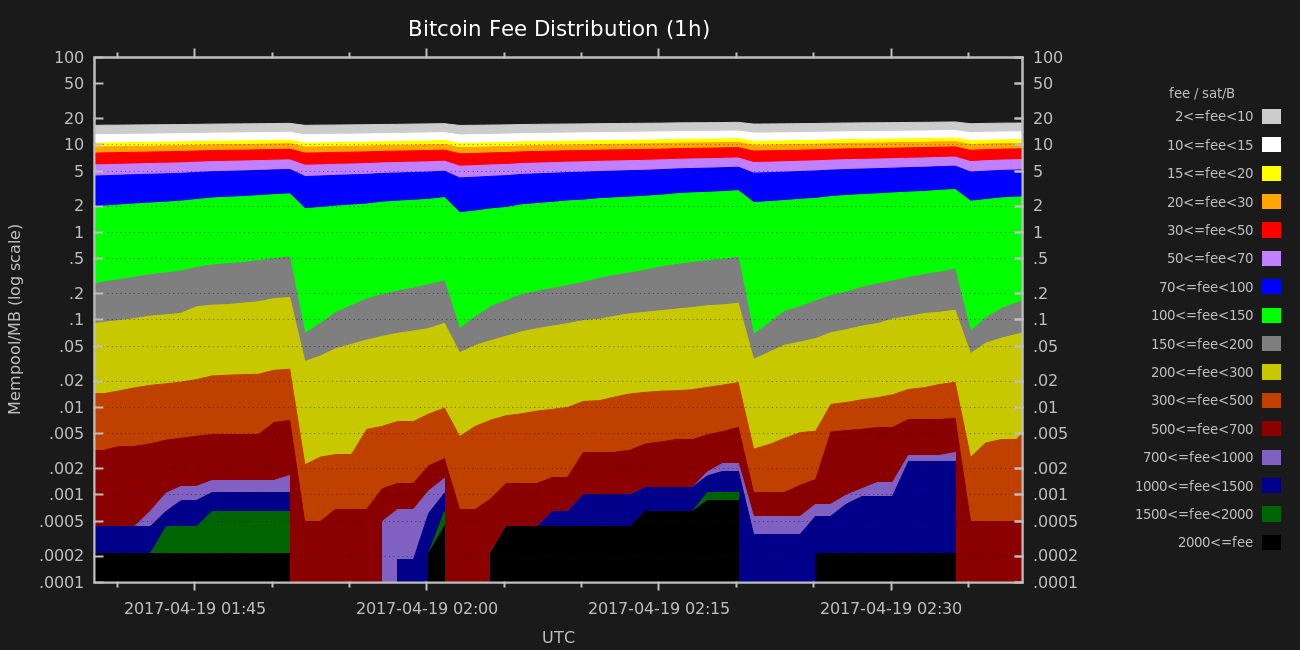 Bitcoin Fee Distribution (1h)
100
50
20
10
5
2
1
.5
.2
.1
.05
.02
.01
.005
.002
.001
.0005
.0002
.0001
Mempool/MB (log scale)
100
50
20
10
5
2
1
.5
.2
.1
.05
.02
.01
.005
.002
.001
.0005
.0002
.0001
2017-04-19 01:45 2017-04-19 02:00 2017-04-19 02:15 2017-04-19 02:30
UTC
fee / sat/B
2<=fee<10
10<=fee<15
15<=fee<20
20<=fee<30
30<=fee<50
50<=fee<70
70<=fee<100
100<=fee<150
150<=fee<200
200<=fee<300
300<=fee<500
500<=fee<700
700<=fee<1000
1000<=fee<1500
1500<=fee<2000
2000<=fee